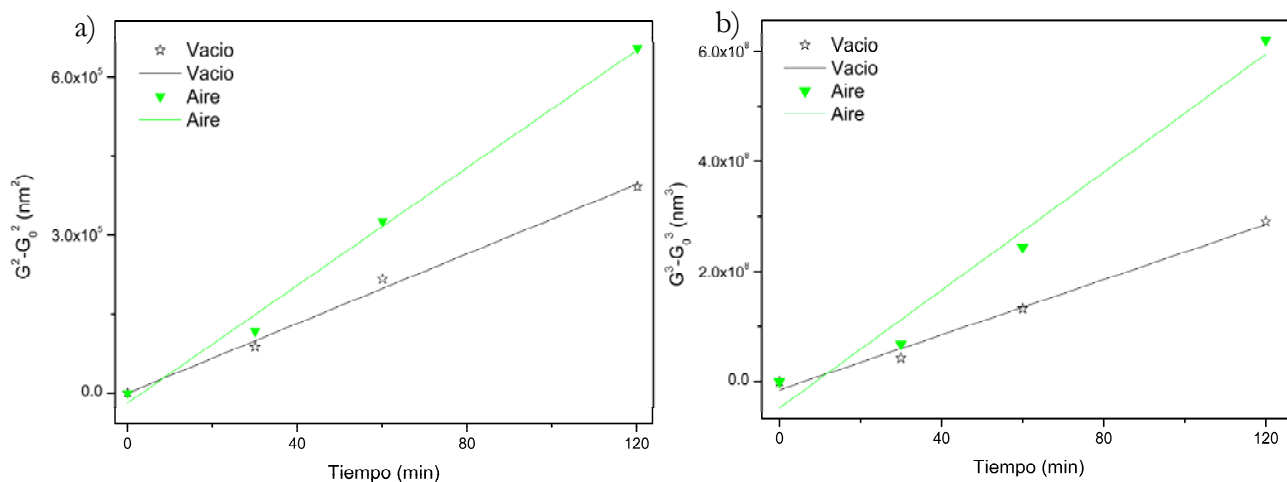 a)
Vacio
Vacio
Aire
Aire
6.0x10⁵
3.0x10⁵
0.0
G²-G₀² (nm²)
0 40 80 120
Tiempo (min)
b)
Vacio
Vacio
Aire
Aire
6.0x10⁸
4.0x10⁸
2.0x10⁸
0.0
G³-G₀³ (nm³)
0 40 80 120
Tiempo (min)